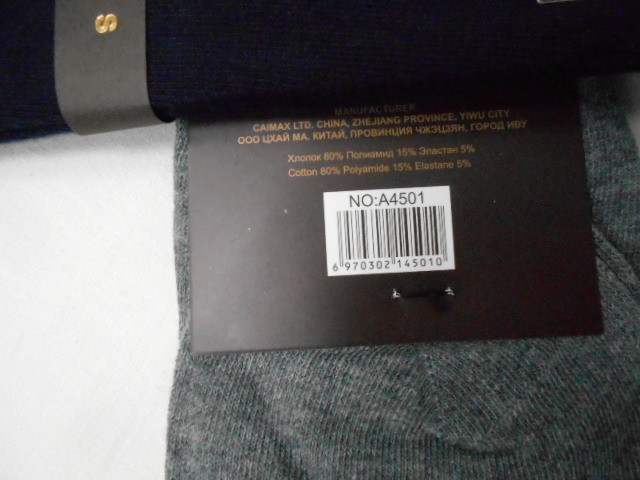 S
MANUFACTURER
CAIMAX LTD. CHINA, ZHEJIANG PROVINCE, YIWU CITY
ООО ЦХАЙ МА. КИТАЙ, ПРОВИНЦИЯ ЧЖЭЦЗЯН, ГОРОД ИВУ
Хлопок 80% Полиамид 15% Эластан 5%
Cotton 80% Polyamide 15% Elastane 5%
NO:A4501
6 970302 145010